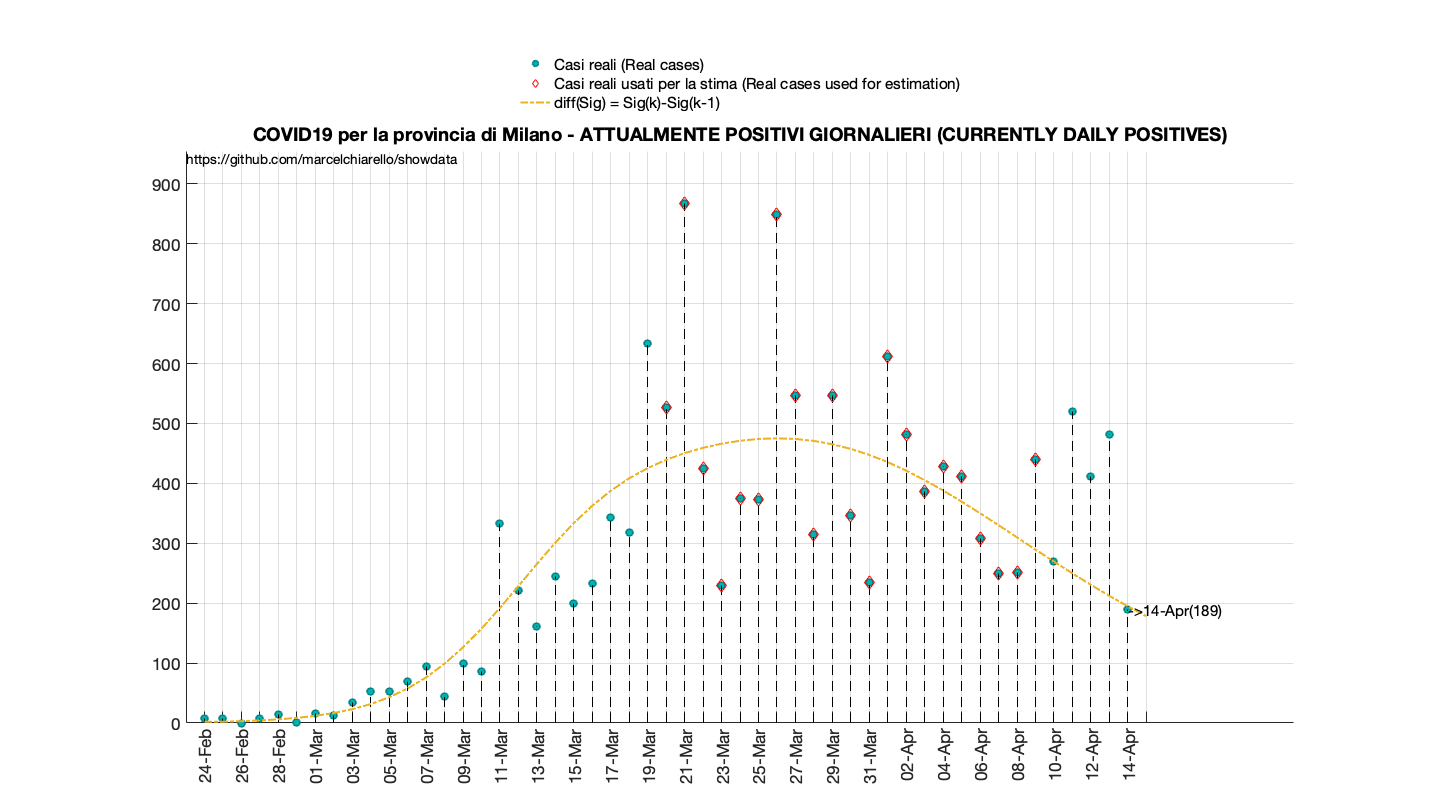 Casi reali (Real cases)
Casi reali usati per la stima (Real cases used for estimation)
diff(Sig) = Sig(k)-Sig(k-1)
COVID19 per la provincia di Milano - ATTUALMENTE POSITIVI GIORNALIERI (CURRENTLY DAILY POSITIVES)
https://github.com/marcelchiarello/showdata
900
800
700
600
500
400
300
200
100
0
->14-Apr(189)
24-Feb
26-Feb
28-Feb
01-Mar
03-Mar
05-Mar
07-Mar
09-Mar
11-Mar
13-Mar
15-Mar
17-Mar
19-Mar
21-Mar
23-Mar
25-Mar
27-Mar
29-Mar
31-Mar
02-Apr
04-Apr
06-Apr
08-Apr
10-Apr
12-Apr
14-Apr